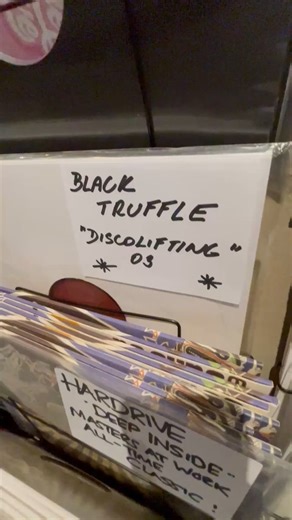 BLACK
TRUFFLE
"DISCOLIFTING"
* 03 *
HARDRIVE
DEEP INSIDE -
MASTERS AT WORK
ALL-TIME
CLASSIC!